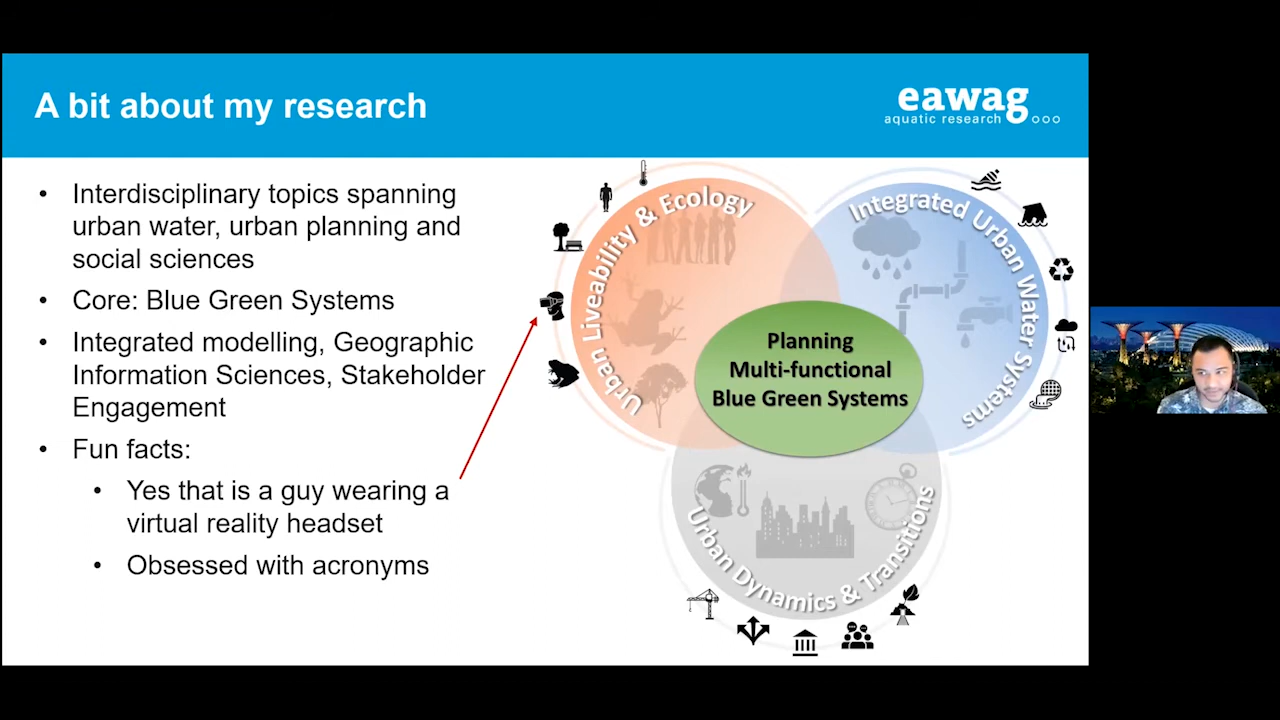 A bit about my research
eawag
aquatic research
• Interdisciplinary topics spanning
urban water, urban planning and
social sciences
• Core: Blue Green Systems
• Integrated modelling, Geographic
Information Sciences, Stakeholder
Engagement
• Fun facts:
• Yes that is a guy wearing a
virtual reality headset
• Obsessed with acronyms
Urban Liveability & Ecology
Integrated Urban Water Systems
Planning
Multi-functional
Blue Green Systems
Urban Dynamics & Transitions